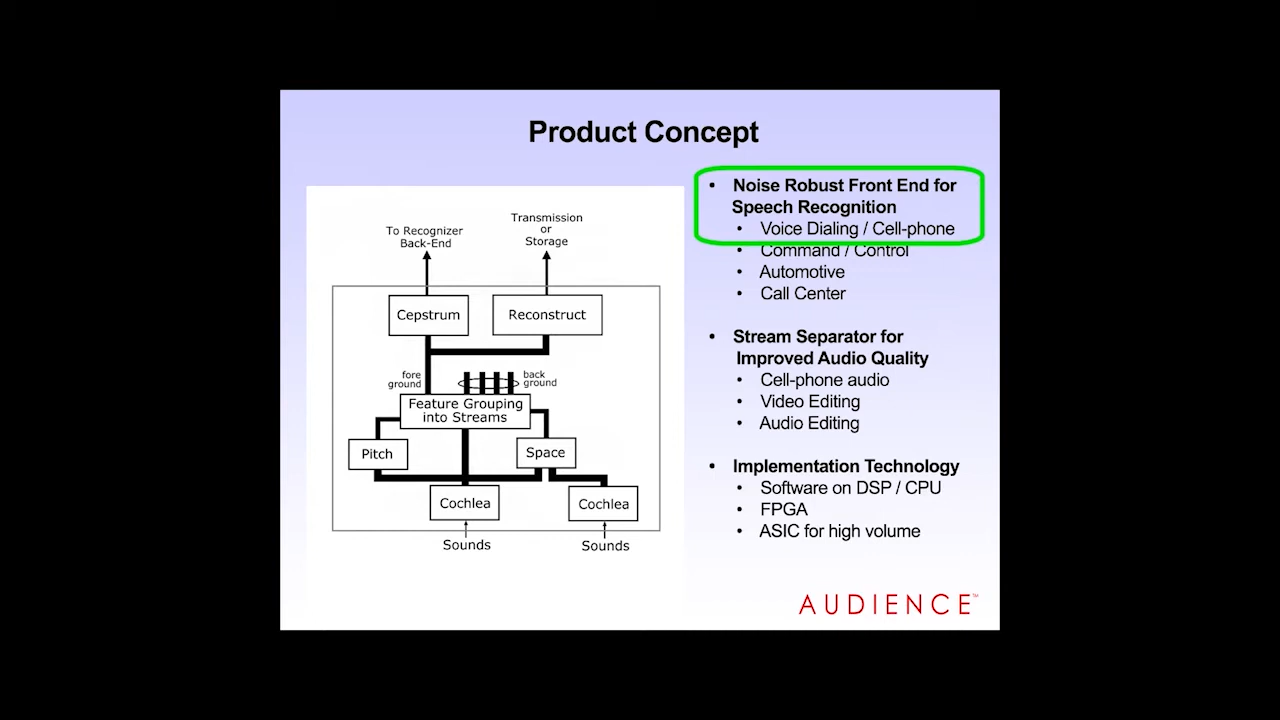 Product Concept
To Recognizer
Back-End
Transmission
or
Storage
Cepstrum
Reconstruct
fore
ground
back
ground
Feature Grouping
into Streams
Pitch
Space
Cochlea
Cochlea
Sounds
Sounds
• Noise Robust Front End for
Speech Recognition
• Voice Dialing / Cell-phone
• Command / Control
• Automotive
• Call Center
• Stream Separator for
Improved Audio Quality
• Cell-phone audio
• Video Editing
• Audio Editing
• Implementation Technology
• Software on DSP / CPU
• FPGA
• ASIC for high volume
AUDIENCE™